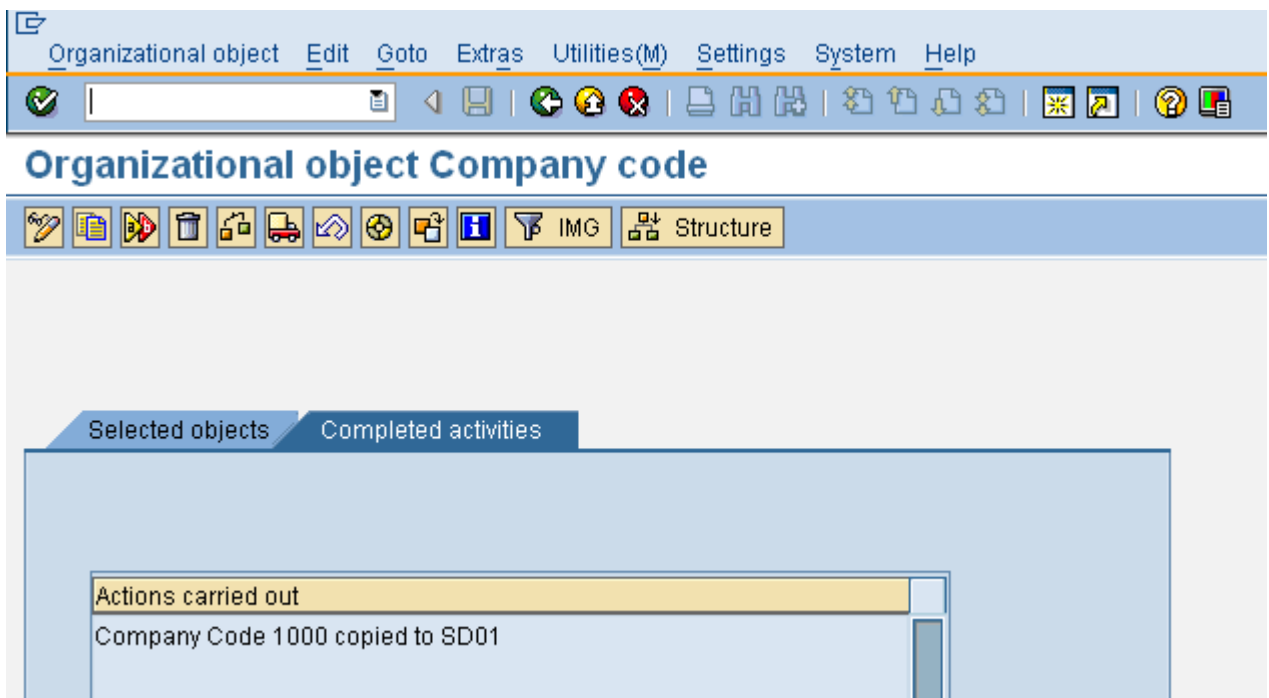 Organizational object Edit Goto Extras Utilities(M) Settings System Help
Organizational object Company code
IMG Structure
Selected objects Completed activities
Actions carried out
Company Code 1000 copied to SD01